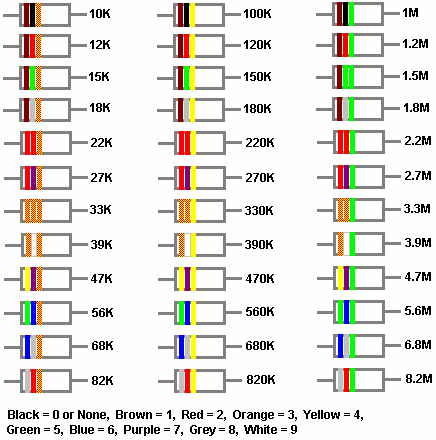 10K 100K 1M
12K 120K 1.2M
15K 150K 1.5M
18K 180K 1.8M
22K 220K 2.2M
27K 270K 2.7M
33K 330K 3.3M
39K 390K 3.9M
47K 470K 4.7M
56K 560K 5.6M
68K 680K 6.8M
82K 820K 8.2M
Black = 0 or None, Brown = 1, Red = 2, Orange = 3, Yellow = 4,
Green = 5, Blue = 6, Purple = 7, Grey = 8, White = 9